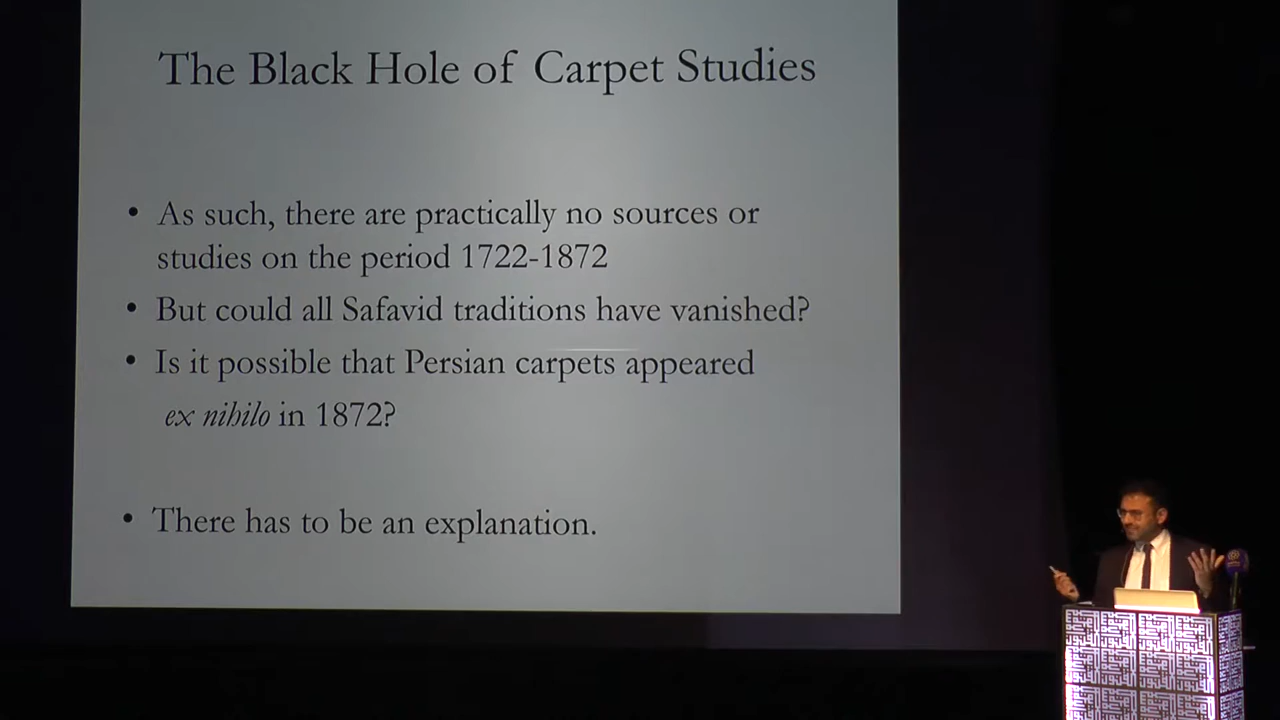 The Black Hole of Carpet Studies
• As such, there are practically no sources or
studies on the period 1722-1872
• But could all Safavid traditions have vanished?
• Is it possible that Persian carpets appeared
ex nihilo in 1872?
• There has to be an explanation.